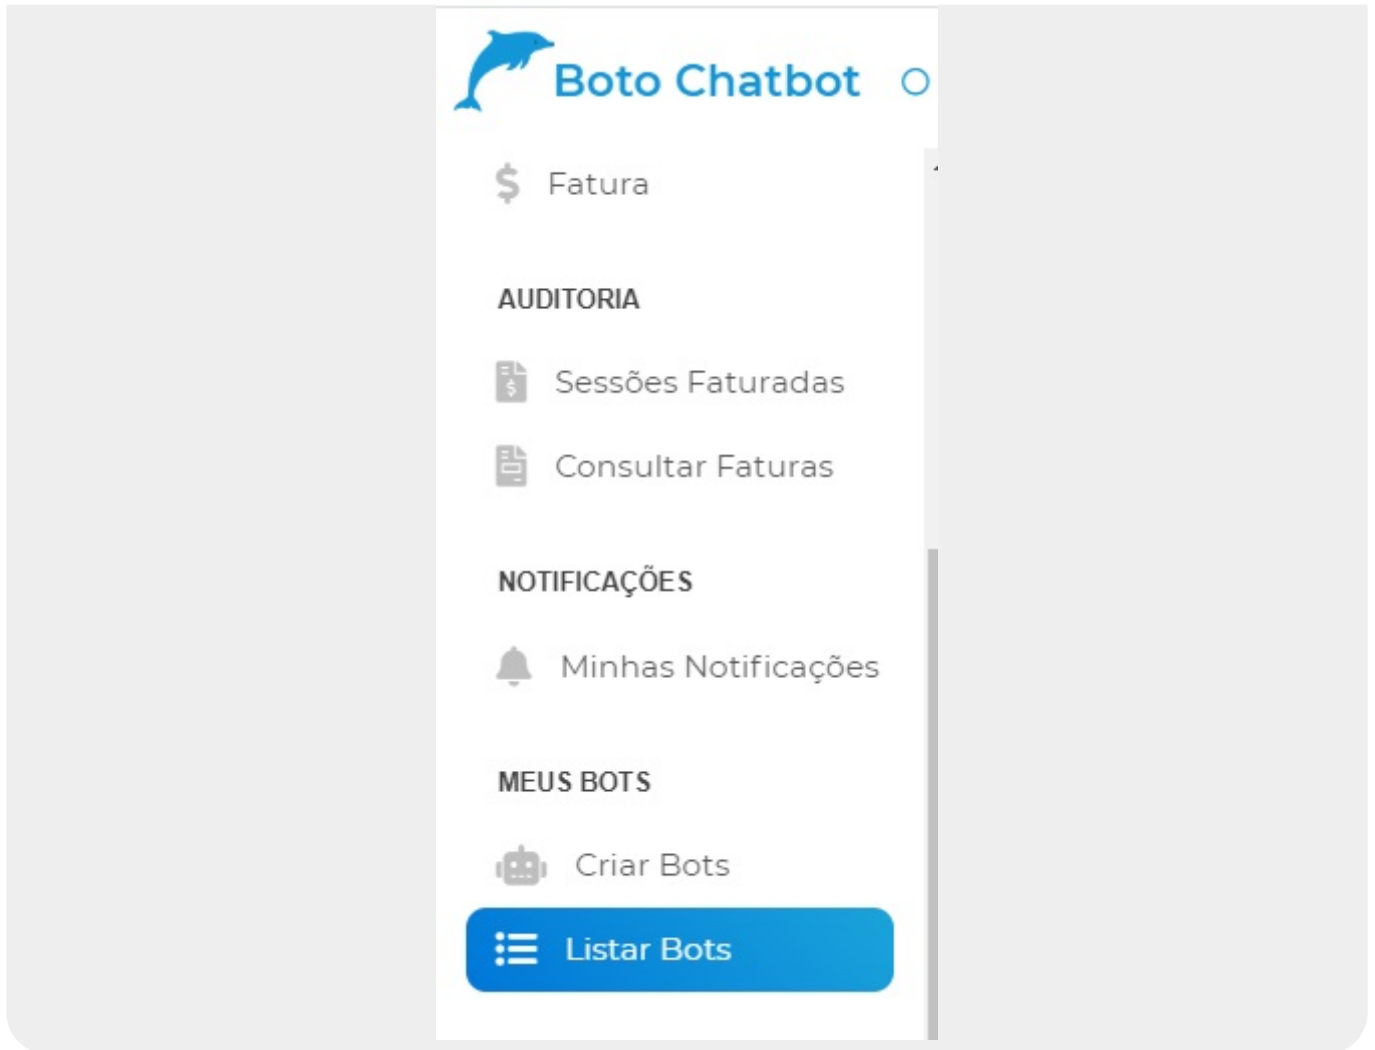 Boto Chatbot
Fatura
AUDITORIA
Sessões Faturadas
Consultar Faturas
NOTIFICAÇÕES
Minhas Notificações
MEUS BOTS
Criar Bots
Listar Bots